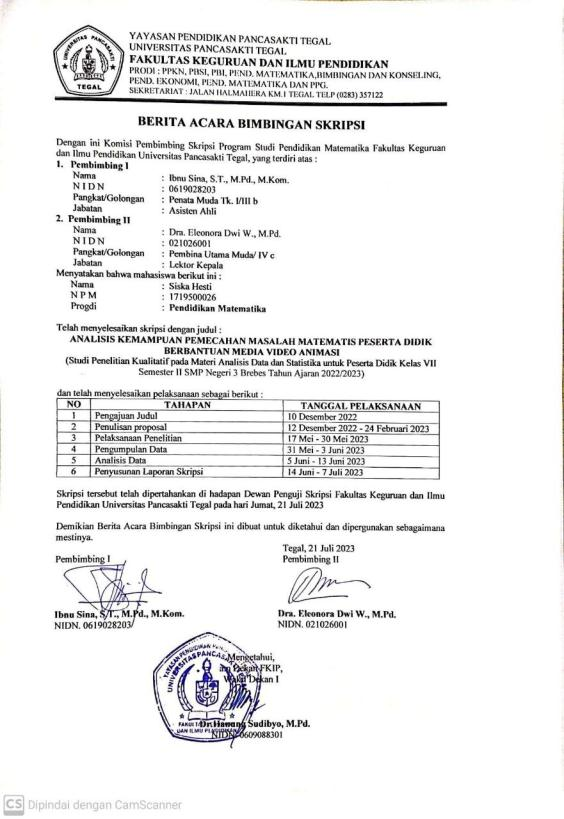 YAYASAN PENDIDIKAN PANCASAKTI TEGAL
UNIVERSITAS PANCASAKTI TEGAL
FAKULTAS KEGURUAN DAN ILMU PENDIDIKAN
PRODI : PPKN, PBSI, PBI, PEND. MATEMATIKA,BIMBINGAN DAN KONSELING,
PEND. EKONOMI, PEND. MATEMATIKA DAN PPG.
SEKRETARIAT : JALAN HALMAHERA KM.1 TEGAL TELP (0283) 357122
TEGAL
BERITA ACARA BIMBINGAN SKRIPSI
Dengan ini Komisi Pembimbing Skripsi Program Studi Pendidikan Matematika Fakultas Keguruan
dan Ilmu Pendidikan Universitas Pancasakti Tegal, yang terdiri atas :
1. Pembimbing I
Nama : Ibnu Sina, S.T., M.Pd., M.Kom.
N I D N : 0619028203
Pangkat/Golongan : Penata Muda Tk. I/III b
Jabatan : Asisten Ahli
2. Pembimbing II
Nama : Dra. Eleonora Dwi W., M.Pd.
N I D N : 021026001
Pangkat/Golongan : Pembina Utama Muda/ IV c
Jabatan : Lektor Kepala
Menyatakan bahwa mahasiswa berikut ini :
Nama : Siska Hesti
N P M : 1719500026
Progdi : Pendidikan Matematika
Telah menyelesaikan skripsi dengan judul :
ANALISIS KEMAMPUAN PEMECAHAN MASALAH MATEMATIS PESERTA DIDIK
BERBANTUAN MEDIA VIDEO ANIMASI
(Studi Penelitian Kualitatif pada Materi Analisis Data dan Statistika untuk Peserta Didik Kelas VII
Semester II SMP Negeri 3 Brebes Tahun Ajaran 2022/2023)
dan telah menyelesaikan pelaksanaan sebagai berikut :
NO TAHAPAN TANGGAL PELAKSANAAN
1 Pengajuan Judul 10 Desember 2022
2 Penulisan proposal 12 Desember 2022 - 24 Februari 2023
3 Pelaksanaan Penelitian 17 Mei - 30 Mei 2023
4 Pengumpulan Data 31 Mei - 3 Juni 2023
5 Analisis Data 5 Juni - 13 Juni 2023
6 Penyusunan Laporan Skripsi 14 Juni - 7 Juli 2023
Skripsi tersebut telah dipertahankan di hadapan Dewan Penguji Skripsi Fakultas Keguruan dan Ilmu
Pendidikan Universitas Pancasakti Tegal pada hari Jumat, 21 Juli 2023
Demikian Berita Acara Bimbingan Skripsi ini dibuat untuk diketahui dan dipergunakan sebagaimana
mestinya.
Tegal, 21 Juli 2023
Pembimbing I Pembimbing II
Ibnu Sina, S.T., M.Pd., M.Kom. Dra. Eleonora Dwi W., M.Pd.
NIDN. 0619028203 NIDN. 021026001
Mengetahui,
an Dekan FKIP,
Wakil Dekan I
Dr.Hanung Sudibyo, M.Pd.
NIDN. 0609088301
CS Dipindai dengan CamScanner